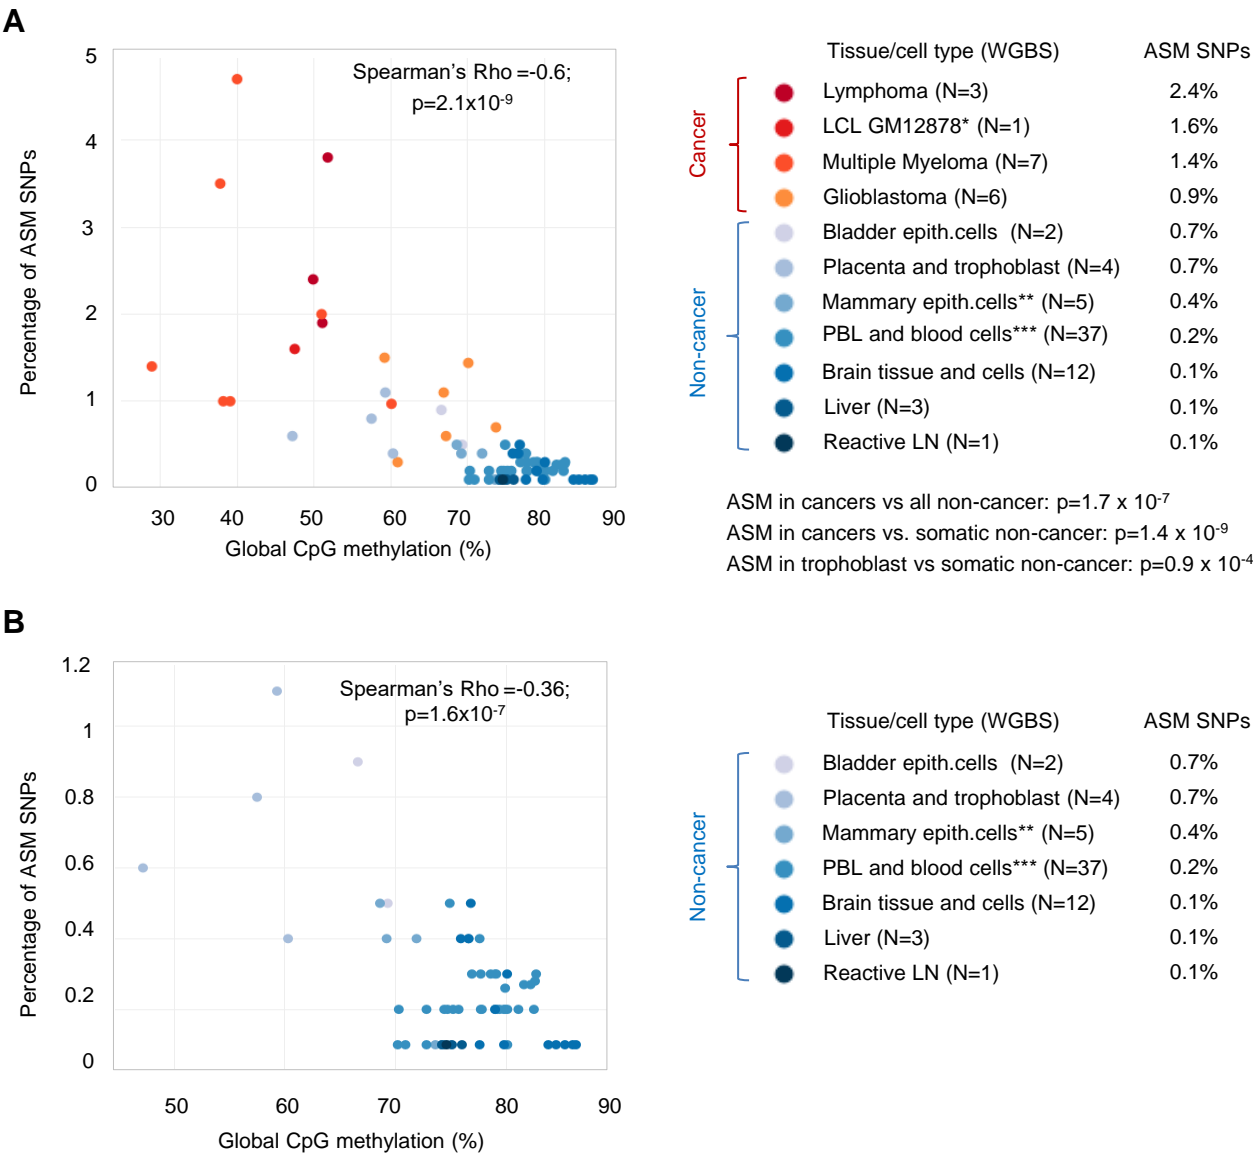 A
5
4
3
2
1
0
Percentage of ASM SNPs
Spearman's Rho =-0.6;
p=2.1x10-9
30 40 50 60 70 80 90
Global CpG methylation (%)
Tissue/cell type (WGBS) ASM SNPs
Cancer
Lymphoma (N=3) 2.4%
LCL GM12878* (N=1) 1.6%
Multiple Myeloma (N=7) 1.4%
Glioblastoma (N=6) 0.9%
Non-cancer
Bladder epith.cells (N=2) 0.7%
Placenta and trophoblast (N=4) 0.7%
Mammary epith.cells** (N=5) 0.4%
PBL and blood cells*** (N=37) 0.2%
Brain tissue and cells (N=12) 0.1%
Liver (N=3) 0.1%
Reactive LN (N=1) 0.1%
ASM in cancers vs all non-cancer: p=1.7 x 10-7
ASM in cancers vs. somatic non-cancer: p=1.4 x 10-9
ASM in trophoblast vs somatic non-cancer: p=0.9 x 10-4
B
1.2
1
0.8
0.6
0.4
0.2
0
Percentage of ASM SNPs
Spearman's Rho =-0.36;
p=1.6x10-7
50 60 70 80 90
Global CpG methylation (%)
Tissue/cell type (WGBS) ASM SNPs
Non-cancer
Bladder epith.cells (N=2) 0.7%
Placenta and trophoblast (N=4) 0.7%
Mammary epith.cells** (N=5) 0.4%
PBL and blood cells*** (N=37) 0.2%
Brain tissue and cells (N=12) 0.1%
Liver (N=3) 0.1%
Reactive LN (N=1) 0.1%